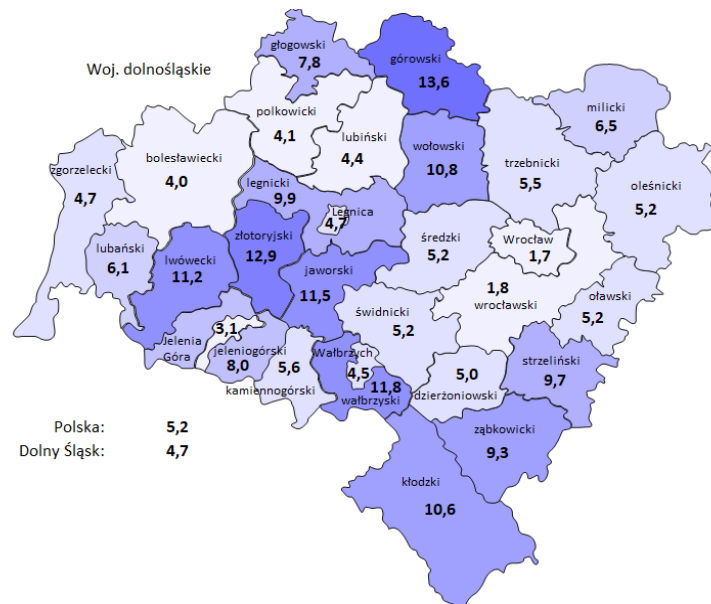 głogowski
7,8
górowski
13,6
Woj. dolnośląskie
milicki
6,5
polkowicki
4,1
lubiński
4,4
wołowski
10,8
trzebnicki
5,5
bolesławiecki
4,0
zgorzelecki
4,7
oleśnicki
5,2
legnicki
9,9
Legnica
4,7
lubański
6,1
złotoryjski
12,9
średzki
5,2
Wrocław
1,7
lwówecki
11,2
jaworski
11,5
1,8
wrocławski
oławski
5,2
świdnicki
5,2
3,1
Jelenia
Góra
jeleniogórski
8,0
5,6
kamiennogórski
Wałbrzych
4,5
11,8
wałbrzyski
5,0
dzierżoniowski
strzeliński
9,7
Polska: 5,2
Dolny Śląsk: 4,7
ząbkowicki
9,3
kłodzki
10,6